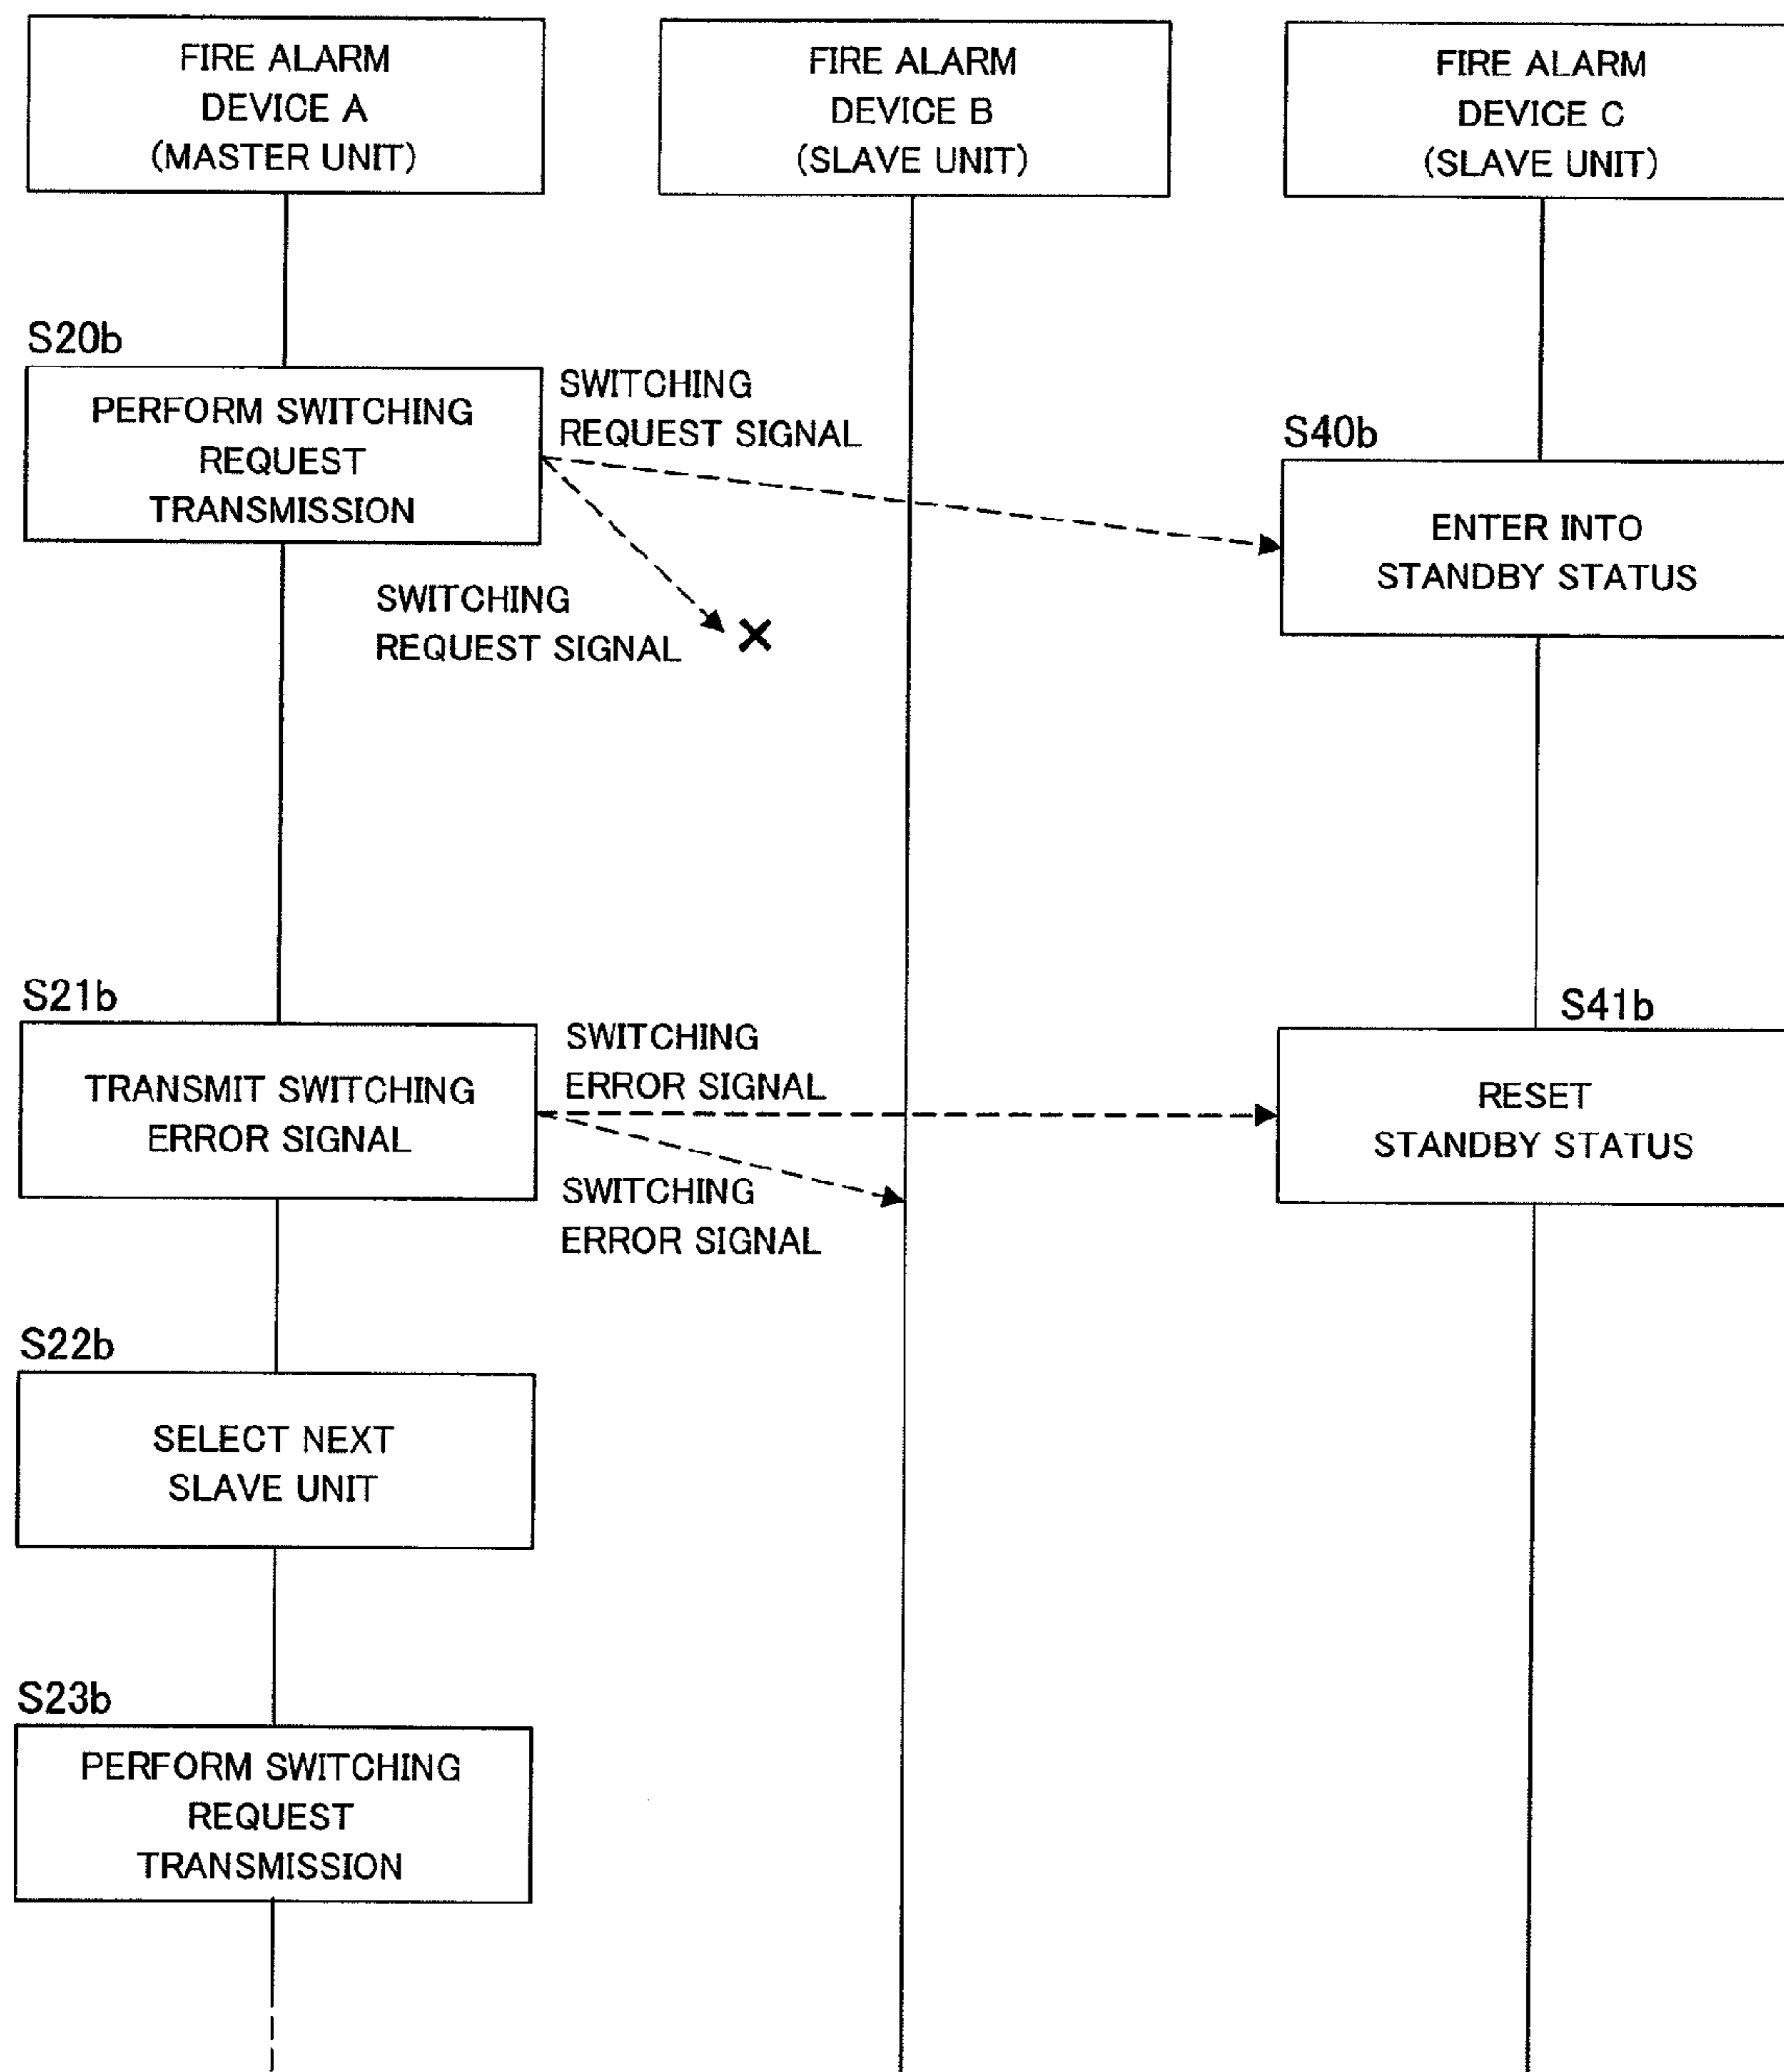 FIRE ALARM
DEVICE A
(MASTER UNIT)
FIRE ALARM
DEVICE B
(SLAVE UNIT)
FIRE ALARM
DEVICE C
(SLAVE UNIT)
S20b
PERFORM SWITCHING
REQUEST
TRANSMISSION
SWITCHING
REQUEST SIGNAL
SWITCHING
REQUEST SIGNAL
S40b
ENTER INTO
STANDBY STATUS
S21b
TRANSMIT SWITCHING
ERROR SIGNAL
SWITCHING
ERROR SIGNAL
SWITCHING
ERROR SIGNAL
S41b
RESET
STANDBY STATUS
S22b
SELECT NEXT
SLAVE UNIT
S23b
PERFORM SWITCHING
REQUEST
TRANSMISSION